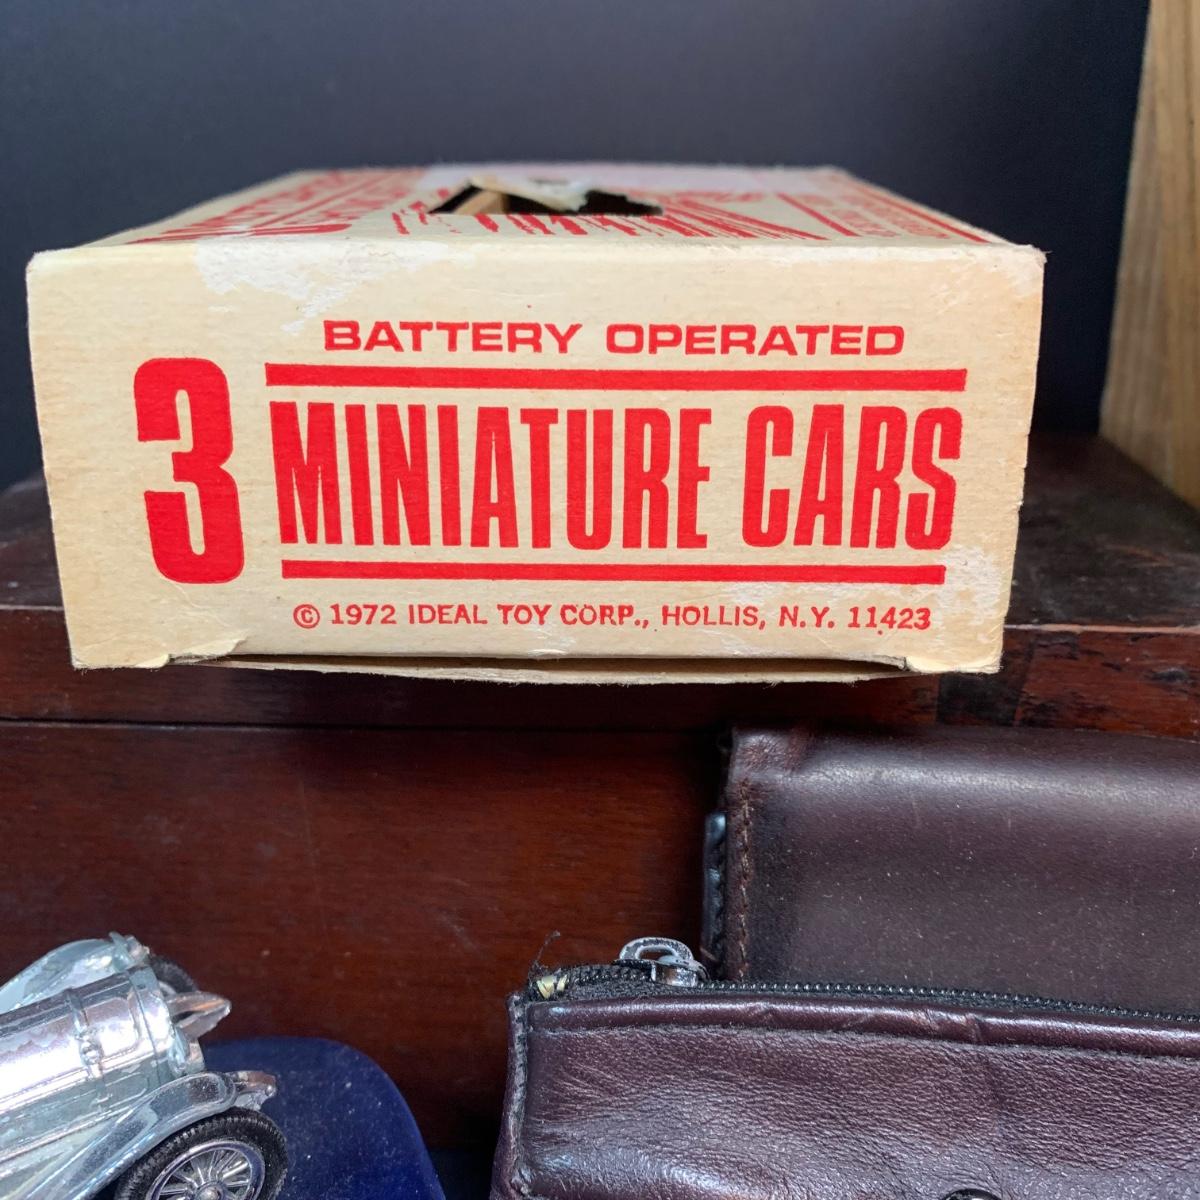 BATTERY OPERATED
3 MINIATURE CARS
© 1972 IDEAL TOY CORP., HOLLIS, N.Y. 11423